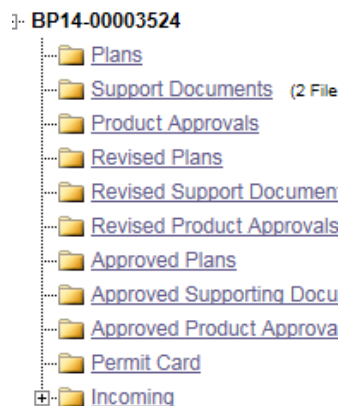 BP14-00003524
Plans
Support Documents (2 File
Product Approvals
Revised Plans
Revised Support Document
Revised Product Approvals
Approved Plans
Approved Supporting Docu
Approved Product Approva
Permit Card
Incoming